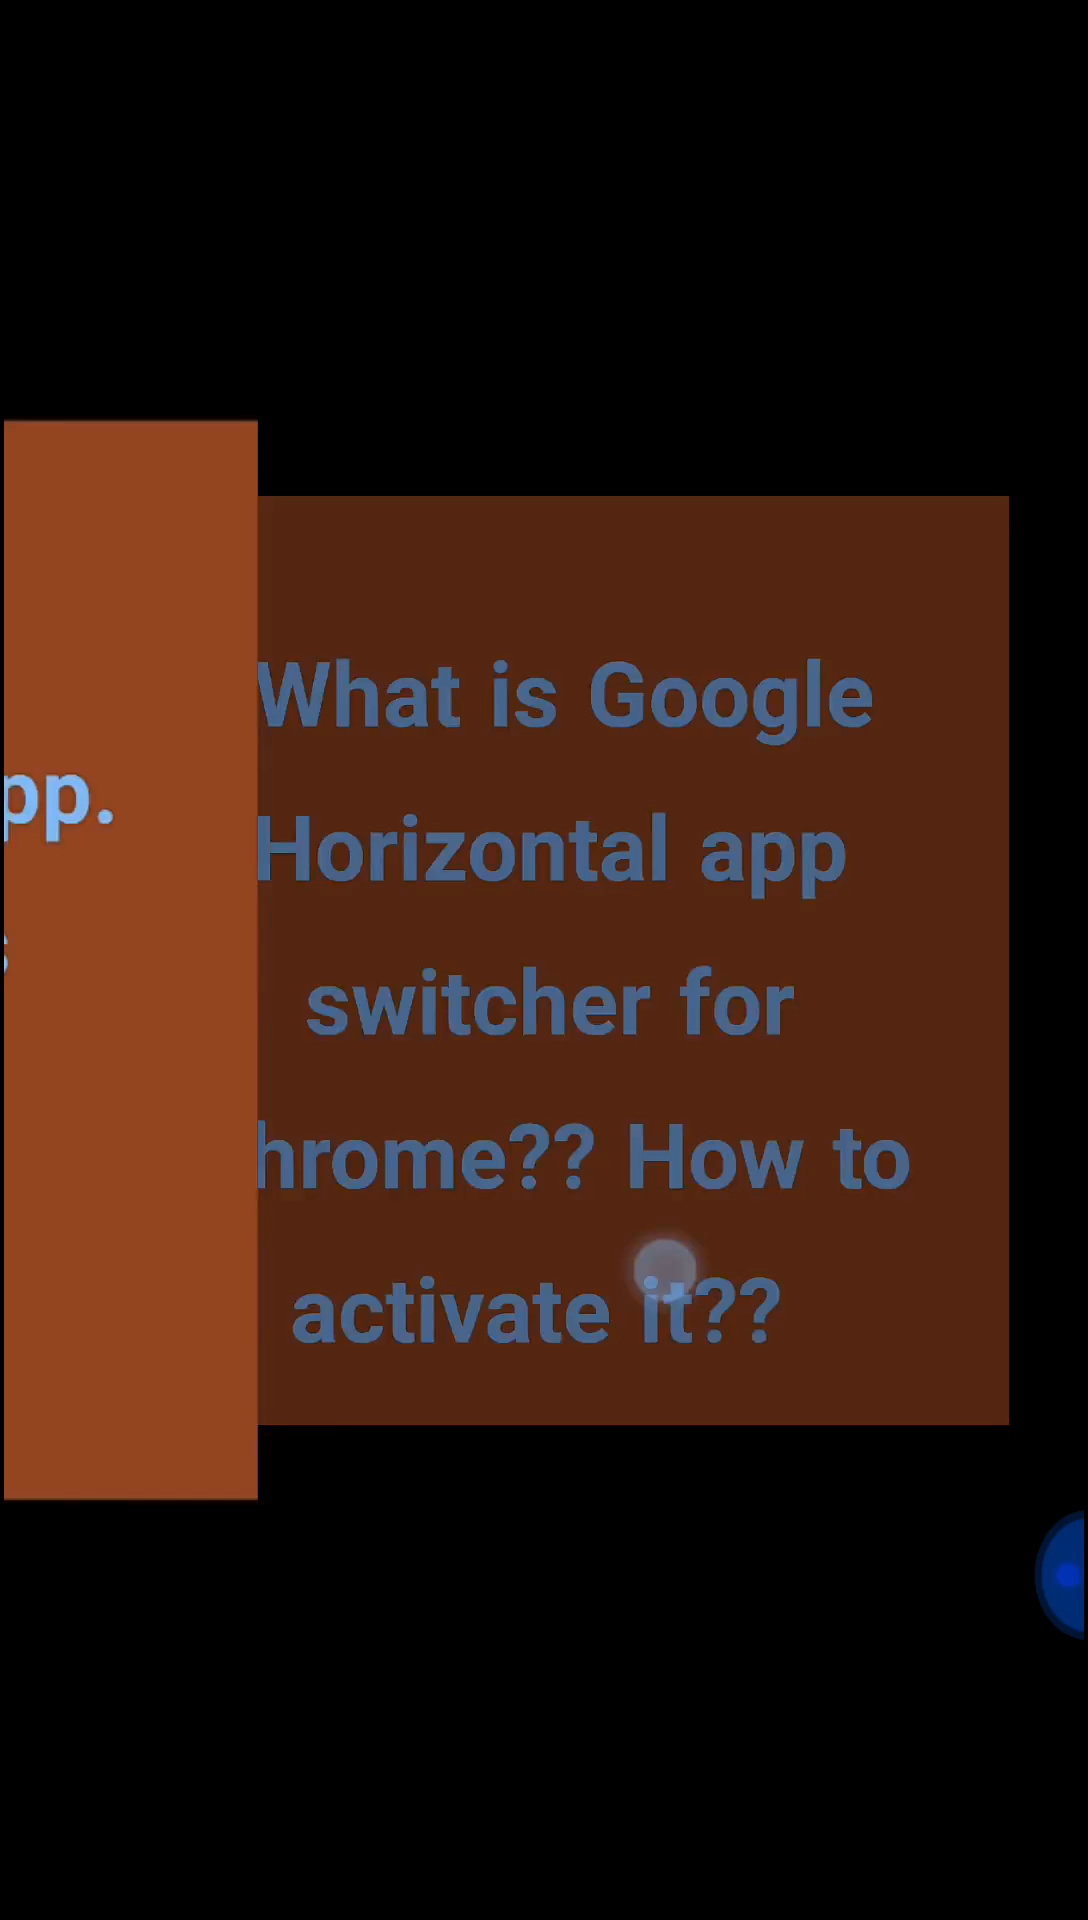 pp.
What is Google
Horizontal app
switcher for
hrome?? How to
activate it??